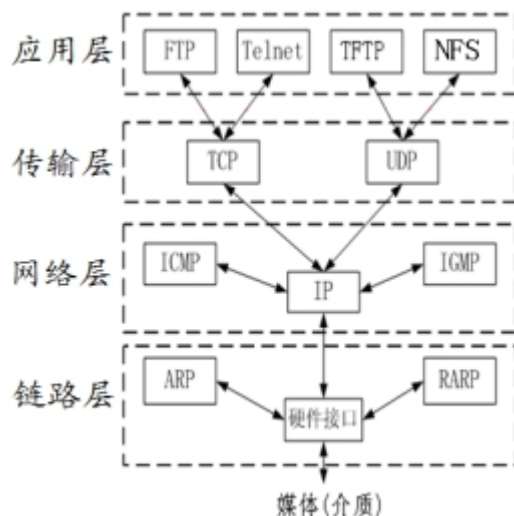 应用层 FTP Telnet TFTP NFS
传输层 TCP UDP
网络层 ICMP IP IGMP
链路层 ARP 硬件接口 RARP
媒体(介质)